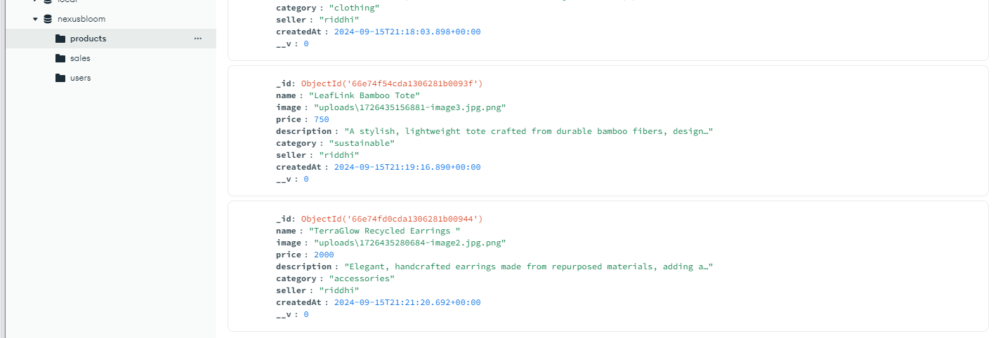 local
nexusbloom
products
sales
users
category : "clothing"
seller : "riddhi"
createdAt : 2024-09-15T21:18:03.898+00:00
__v : 0
_id: ObjectId('66e74f54cda1306281b0093f')
name : "LeafLink Bamboo Tote"
image : "uploads\1726435156881-image3.jpg.png"
price : 750
description : "A stylish, lightweight tote crafted from durable bamboo fibers, design…"
category : "sustainable"
seller : "riddhi"
createdAt : 2024-09-15T21:19:16.890+00:00
__v : 0
_id: ObjectId('66e74fd0cda1306281b00944')
name : "TerraGlow Recycled Earrings "
image : "uploads\1726435280684-image2.jpg.png"
price : 2000
description : "Elegant, handcrafted earrings made from repurposed materials, adding a…"
category : "accessories"
seller : "riddhi"
createdAt : 2024-09-15T21:21:20.692+00:00
__v : 0